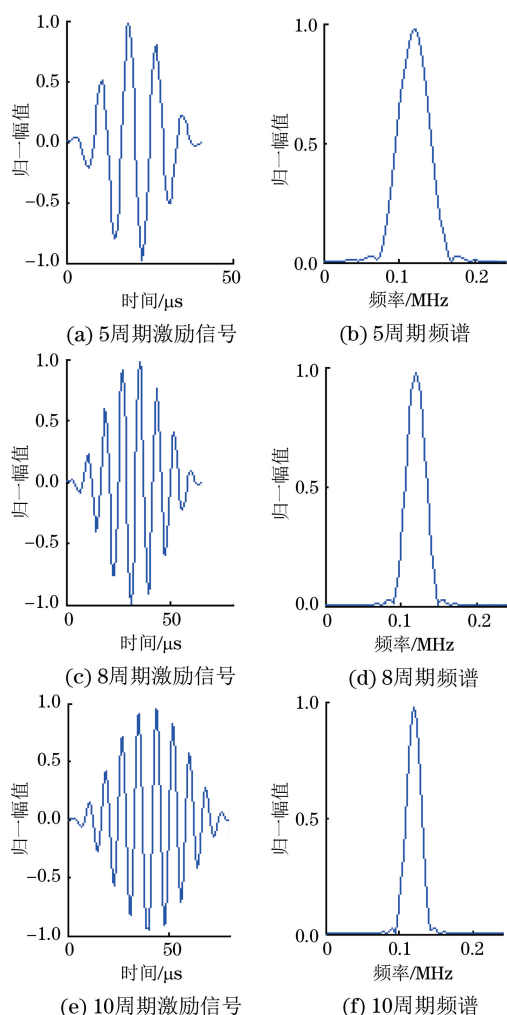 1.0
0.5
0.0
-0.5
-1.0
归一幅值
0
50
时间/μs
(a) 5周期激励信号
1.0
0.5
0.0
归一幅值
0
0.1
0.2
频率/MHz
(b) 5周期频谱
1.0
0.5
0.0
-0.5
-1.0
归一幅值
0
50
时间/μs
(c) 8周期激励信号
1.0
0.5
0.0
归一幅值
0
0.1
0.2
频率/MHz
(d) 8周期频谱
1.0
0.5
0.0
-0.5
-1.0
归一幅值
0
50
时间/μs
(e) 10周期激励信号
1.0
0.5
0.0
归一幅值
0
0.1
0.2
频率/MHz
(f) 10周期频谱